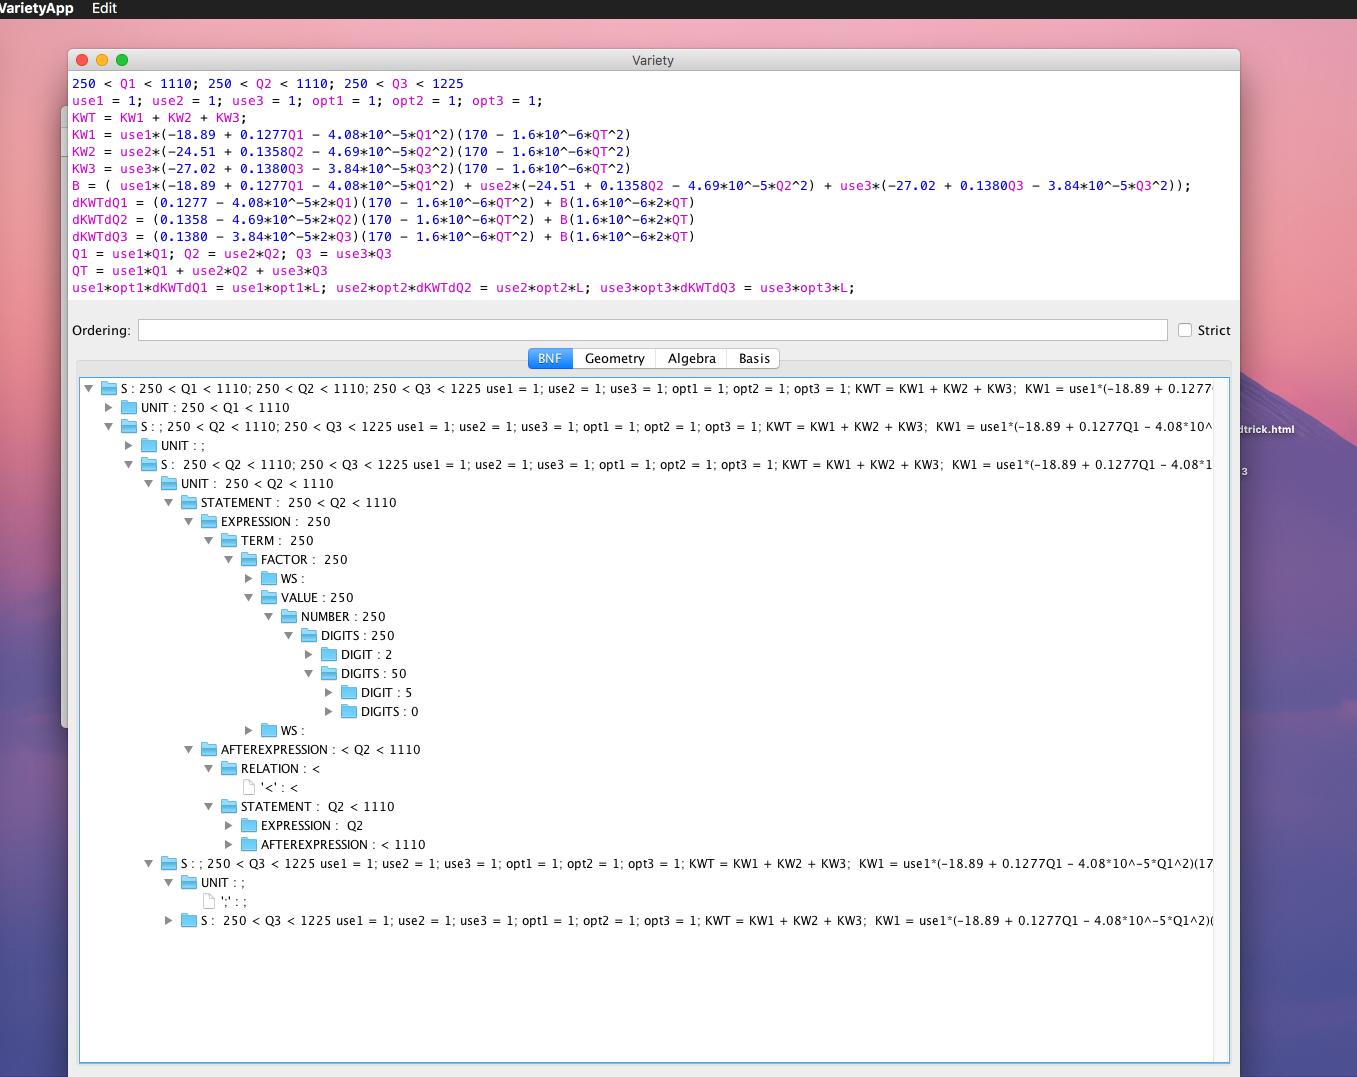 VarietyApp Edit
Variety
250 < Q1 < 1110; 250 < Q2 < 1110; 250 < Q3 < 1225
use1 = 1; use2 = 1; use3 = 1; opt1 = 1; opt2 = 1; opt3 = 1;
KWT = KW1 + KW2 + KW3;
KW1 = use1*(-18.89 + 0.1277Q1 - 4.08*10^-5*Q1^2)(170 - 1.6*10^-6*QT^2)
KW2 = use2*(-24.51 + 0.1358Q2 - 4.69*10^-5*Q2^2)(170 - 1.6*10^-6*QT^2)
KW3 = use3*(-27.02 + 0.1380Q3 - 3.84*10^-5*Q3^2)(170 - 1.6*10^-6*QT^2)
B = ( use1*(-18.89 + 0.1277Q1 - 4.08*10^-5*Q1^2) + use2*(-24.51 + 0.1358Q2 - 4.69*10^-5*Q2^2) + use3*(-27.02 + 0.1380Q3 - 3.84*10^-5*Q3^2));
dKWTdQ1 = (0.1277 - 4.08*10^-5*2*Q1)(170 - 1.6*10^-6*QT^2) + B(1.6*10^-6*2*QT)
dKWTdQ2 = (0.1358 - 4.69*10^-5*2*Q2)(170 - 1.6*10^-6*QT^2) + B(1.6*10^-6*2*QT)
dKWTdQ3 = (0.1380 - 3.84*10^-5*2*Q3)(170 - 1.6*10^-6*QT^2) + B(1.6*10^-6*2*QT)
Q1 = use1*Q1; Q2 = use2*Q2; Q3 = use3*Q3
QT = use1*Q1 + use2*Q2 + use3*Q3
use1*opt1*dKWTdQ1 = use1*opt1*L; use2*opt2*dKWTdQ2 = use2*opt2*L; use3*opt3*dKWTdQ3 = use3*opt3*L;
Ordering: Strict
BNF Geometry Algebra Basis
S : 250 < Q1 < 1110; 250 < Q2 < 1110; 250 < Q3 < 1225 use1 = 1; use2 = 1; use3 = 1; opt1 = 1; opt2 = 1; opt3 = 1; KWT = KW1 + KW2 + KW3; KW1 = use1*(-18.89 + 0.1277
UNIT : 250 < Q1 < 1110
S : ; 250 < Q2 < 1110; 250 < Q3 < 1225 use1 = 1; use2 = 1; use3 = 1; opt1 = 1; opt2 = 1; opt3 = 1; KWT = KW1 + KW2 + KW3; KW1 = use1*(-18.89 + 0.1277Q1 - 4.08*10^
dtrick.html
UNIT : ;
S : 250 < Q2 < 1110; 250 < Q3 < 1225 use1 = 1; use2 = 1; use3 = 1; opt1 = 1; opt2 = 1; opt3 = 1; KWT = KW1 + KW2 + KW3; KW1 = use1*(-18.89 + 0.1277Q1 - 4.08*1
3
UNIT : 250 < Q2 < 1110
STATEMENT : 250 < Q2 < 1110
EXPRESSION : 250
TERM : 250
FACTOR : 250
WS :
VALUE : 250
NUMBER : 250
DIGITS : 250
DIGIT : 2
DIGITS : 50
DIGIT : 5
DIGITS : 0
WS :
AFTEREXPRESSION : < Q2 < 1110
RELATION : <
'<' : <
STATEMENT : Q2 < 1110
EXPRESSION : Q2
AFTEREXPRESSION : < 1110
S : ; 250 < Q3 < 1225 use1 = 1; use2 = 1; use3 = 1; opt1 = 1; opt2 = 1; opt3 = 1; KWT = KW1 + KW2 + KW3; KW1 = use1*(-18.89 + 0.1277Q1 - 4.08*10^-5*Q1^2)(17
UNIT : ;
';' : ;
S : 250 < Q3 < 1225 use1 = 1; use2 = 1; use3 = 1; opt1 = 1; opt2 = 1; opt3 = 1; KWT = KW1 + KW2 + KW3; KW1 = use1*(-18.89 + 0.1277Q1 - 4.08*10^-5*Q1^2)(